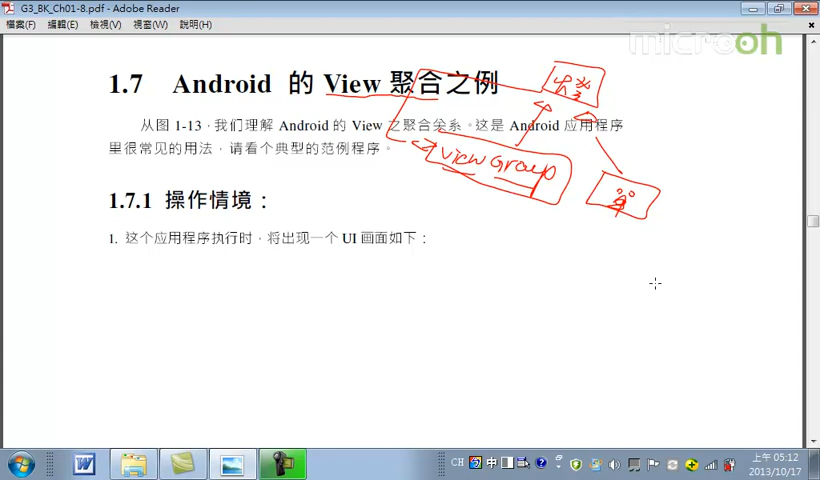 G3_BK_Ch01-8.pdf - Adobe Reader
檔案(F) 編輯(E) 檢視(V) 視窗(W) 說明(H)
microoh
1.7 Android 的 View 聚合之例
从图 1-13，我们理解 Android 的 View 之聚合关系。这是 Android 应用程序
里很常见的用法，请看个典型的范例程序。
View Group
1.7.1 操作情境：
1. 这个应用程序执行时，将出现一个 UI 画面如下：
CH 中
上午 05:12
2013/10/17